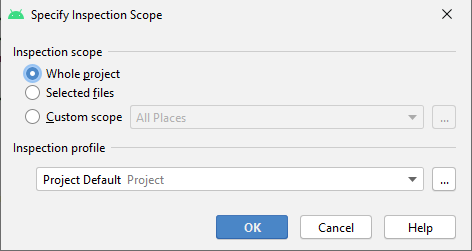 Specify Inspection Scope
Inspection scope
Whole project
Selected files
Custom scope All Places ...
Inspection profile
Project Default Project ...
OK Cancel Help